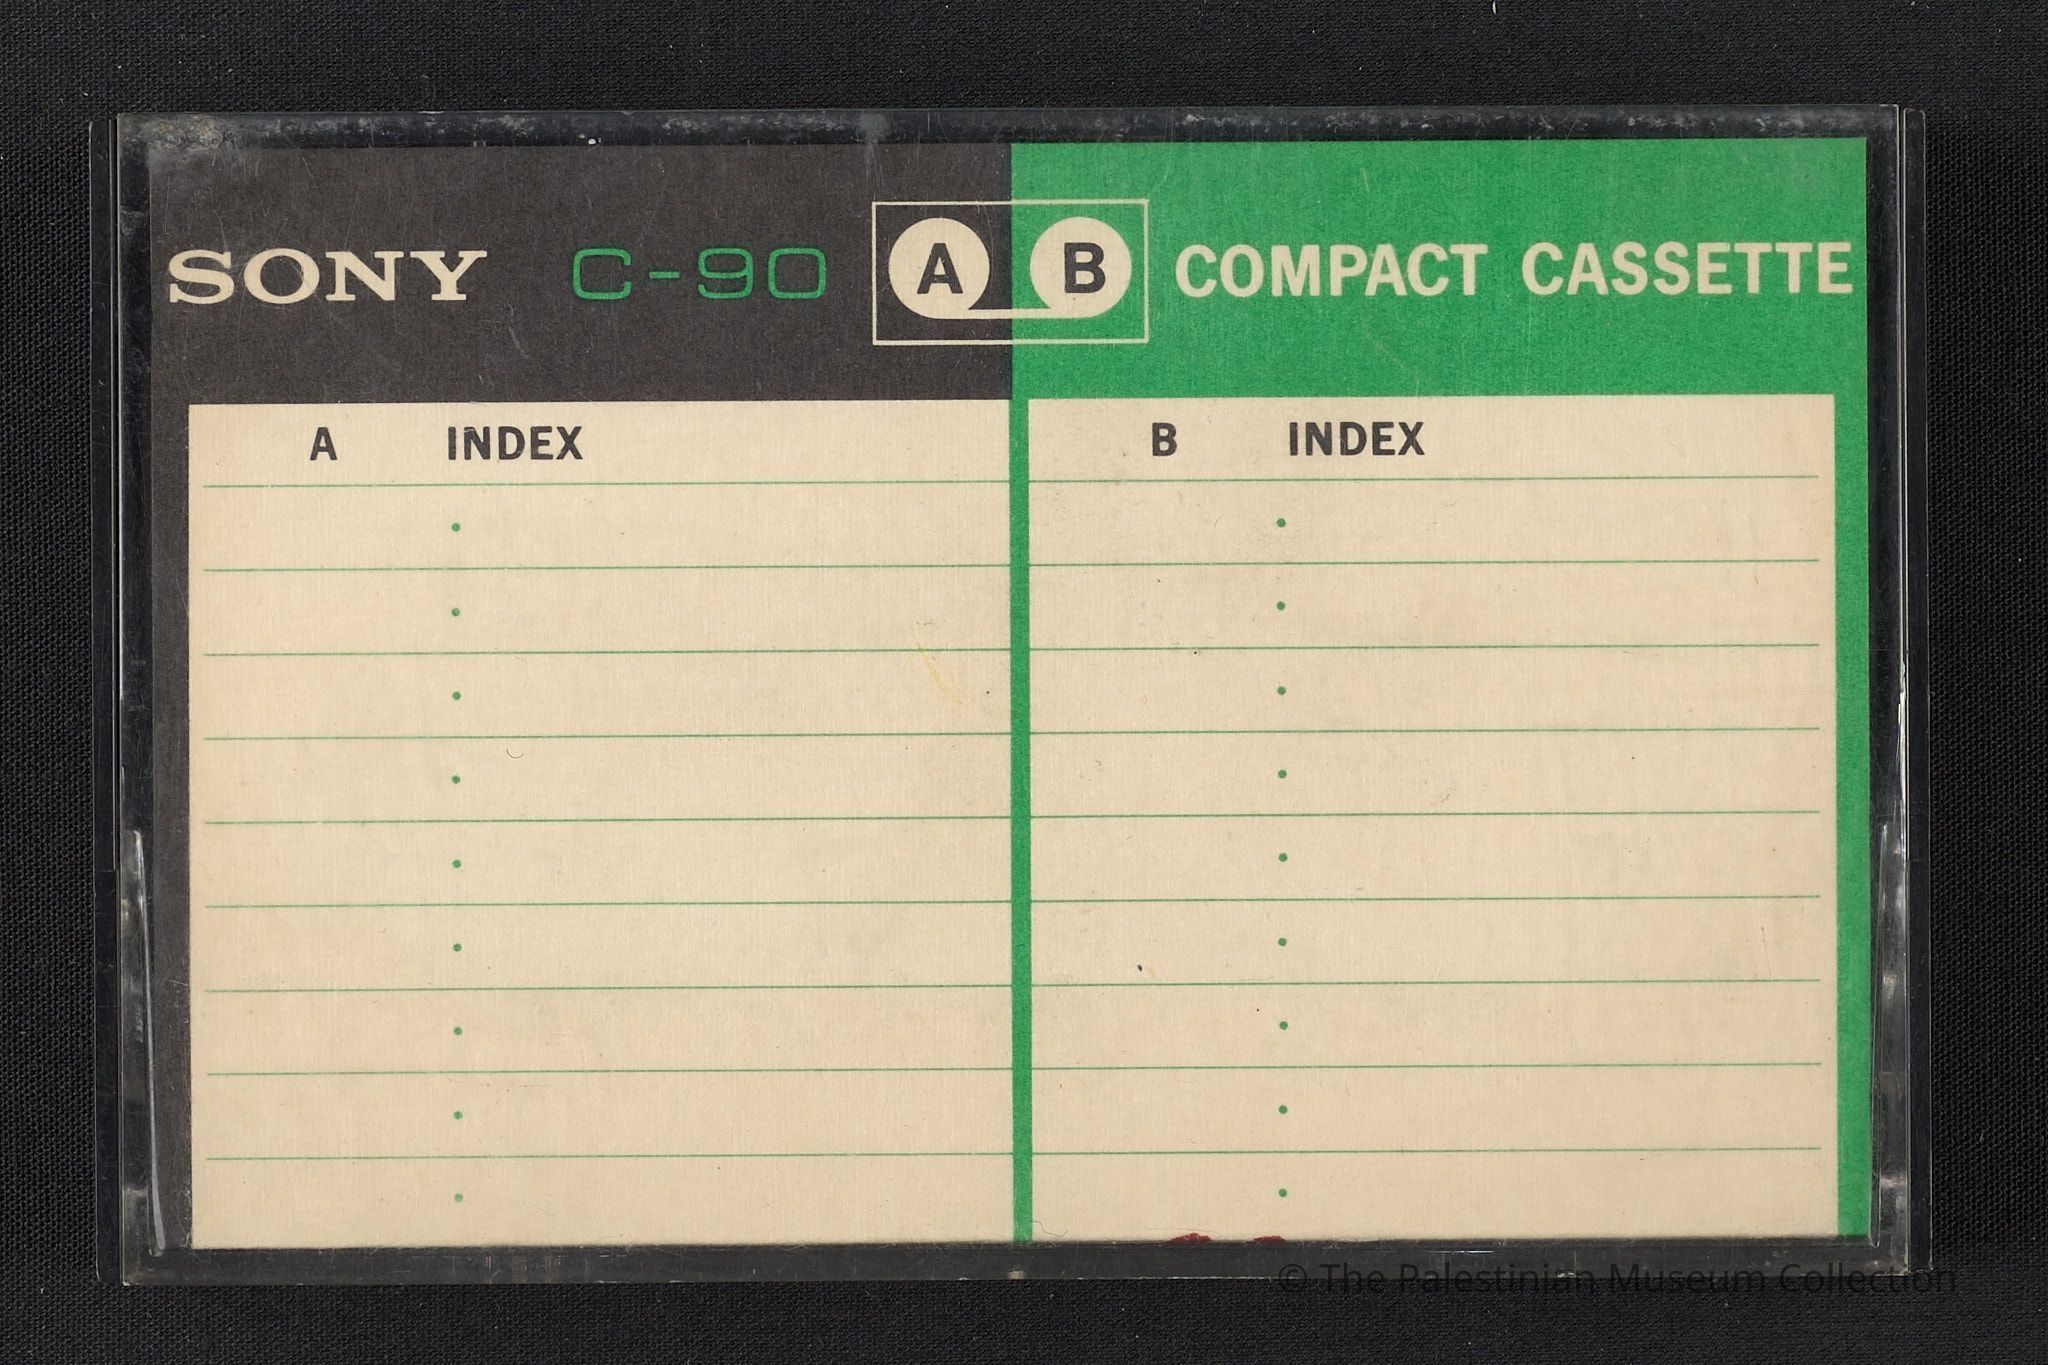 SONY C-90 A B COMPACT CASSETTE
A INDEX
B INDEX
© The Palestinian Museum Collection